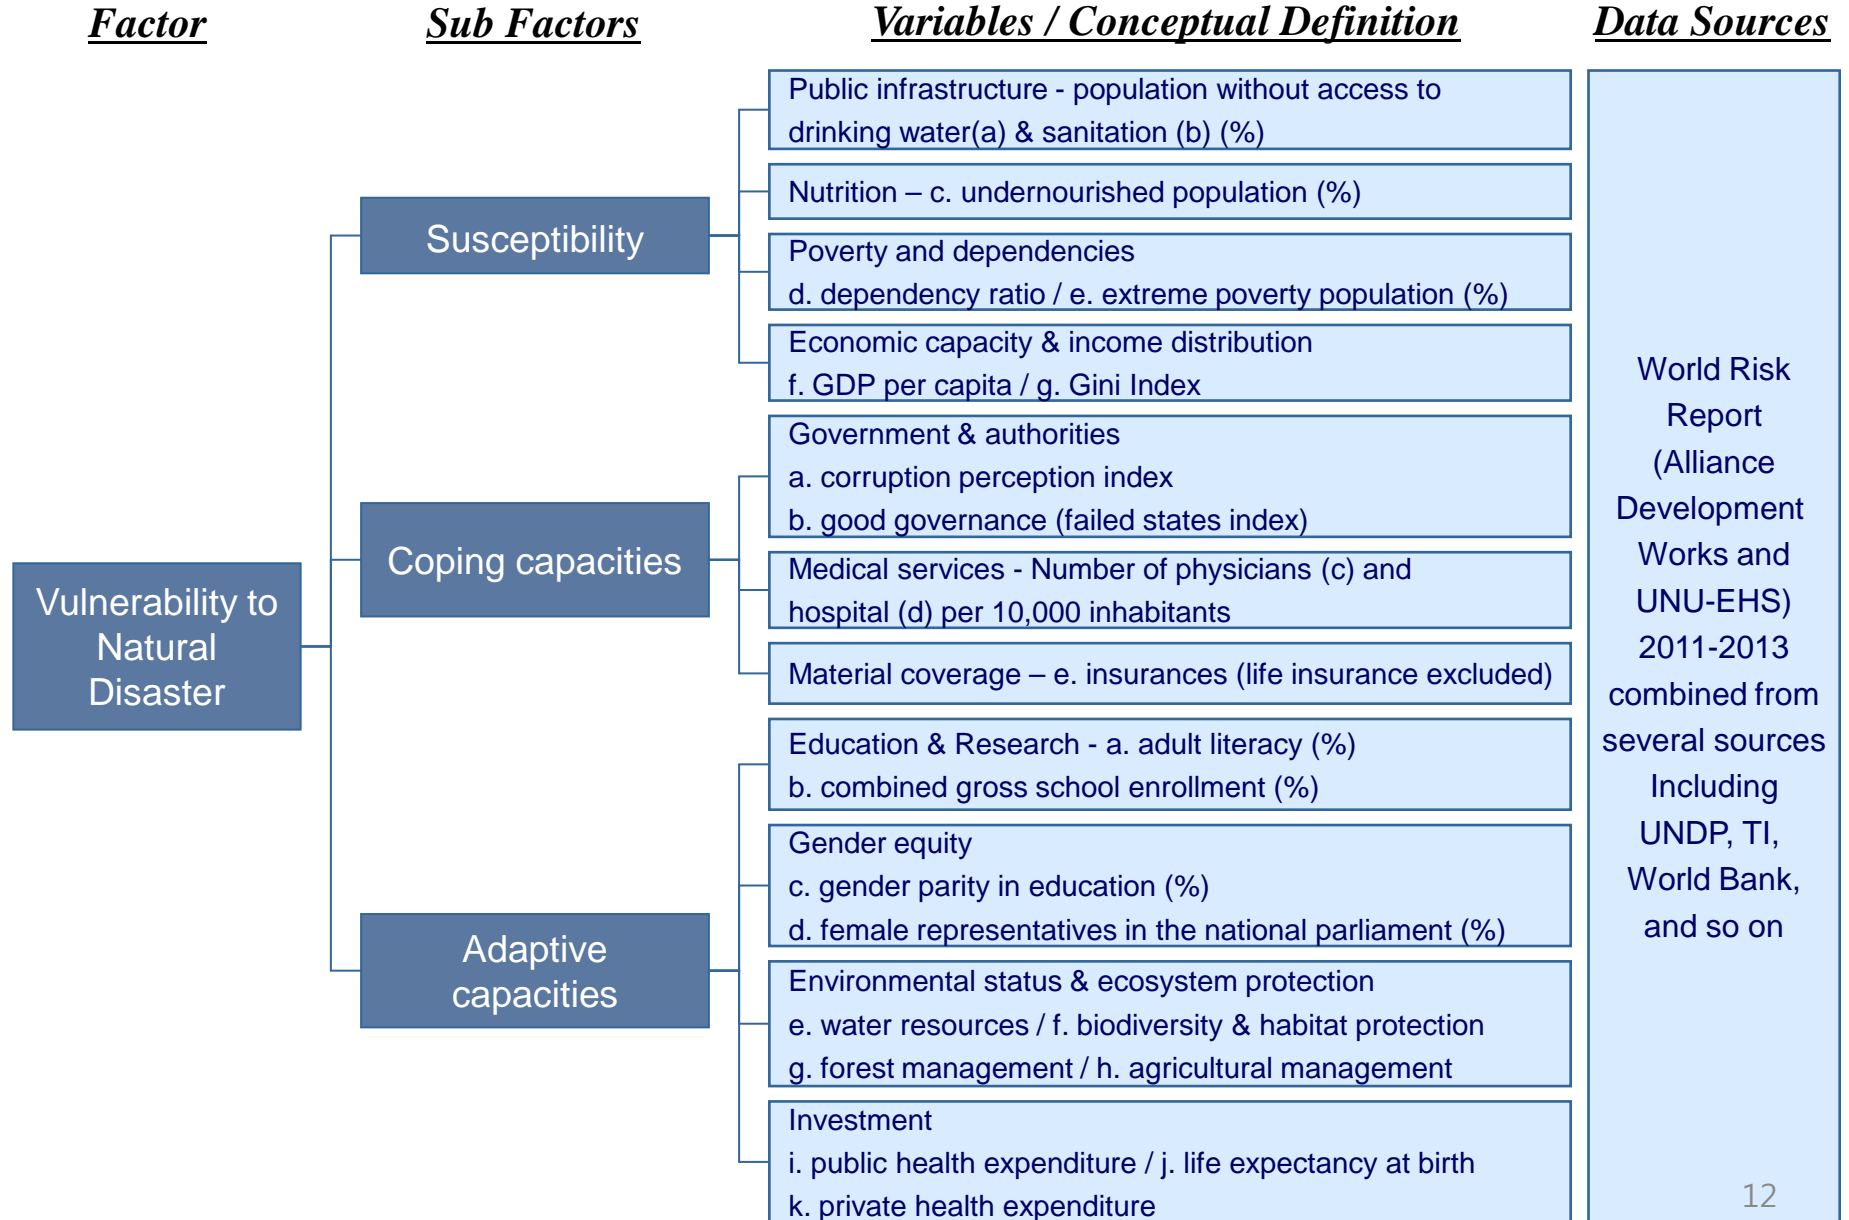 Factor
Sub Factors
Variables / Conceptual Definition
Data Sources
Vulnerability to
Natural
Disaster
Susceptibility
Public infrastructure - population without access to
drinking water(a) & sanitation (b) (%)
Nutrition – c. undernourished population (%)
Poverty and dependencies
d. dependency ratio / e. extreme poverty population (%)
Economic capacity & income distribution
f. GDP per capita / g. Gini Index
Coping capacities
Government & authorities
a. corruption perception index
b. good governance (failed states index)
Medical services - Number of physicians (c) and
hospital (d) per 10,000 inhabitants
Material coverage – e. insurances (life insurance excluded)
Adaptive
capacities
Education & Research - a. adult literacy (%)
b. combined gross school enrollment (%)
Gender equity
c. gender parity in education (%)
d. female representatives in the national parliament (%)
Environmental status & ecosystem protection
e. water resources / f. biodiversity & habitat protection
g. forest management / h. agricultural management
Investment
i. public health expenditure / j. life expectancy at birth
k. private health expenditure
World Risk
Report
(Alliance
Development
Works and
UNU-EHS)
2011-2013
combined from
several sources
Including
UNDP, TI,
World Bank,
and so on
12